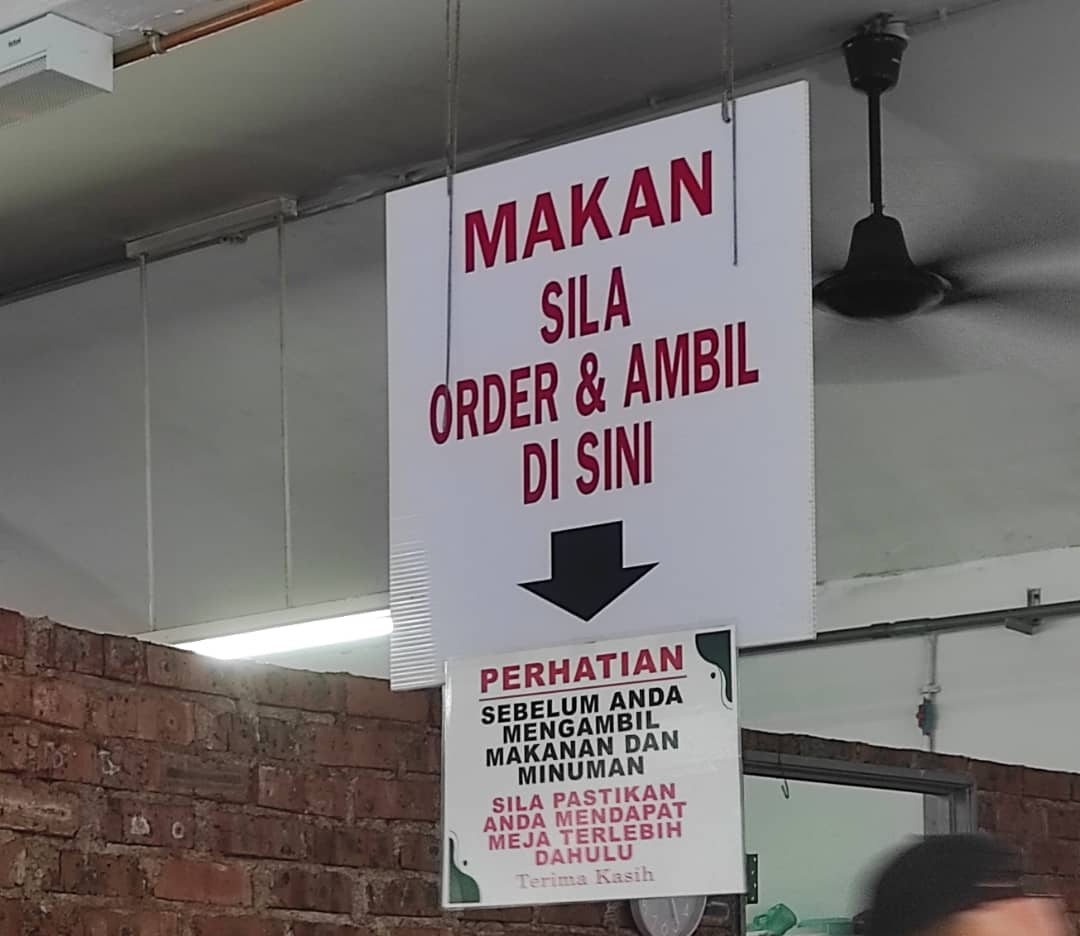 MAKAN
SILA
ORDER & AMBIL
DI SINI
PERHATIAN
SEBELUM ANDA
MENGAMBIL
MAKANAN DAN
MINUMAN
SILA PASTIKAN
ANDA MENDAPAT
MEJA TERLEBIH
DAHULU
Terima Kasih